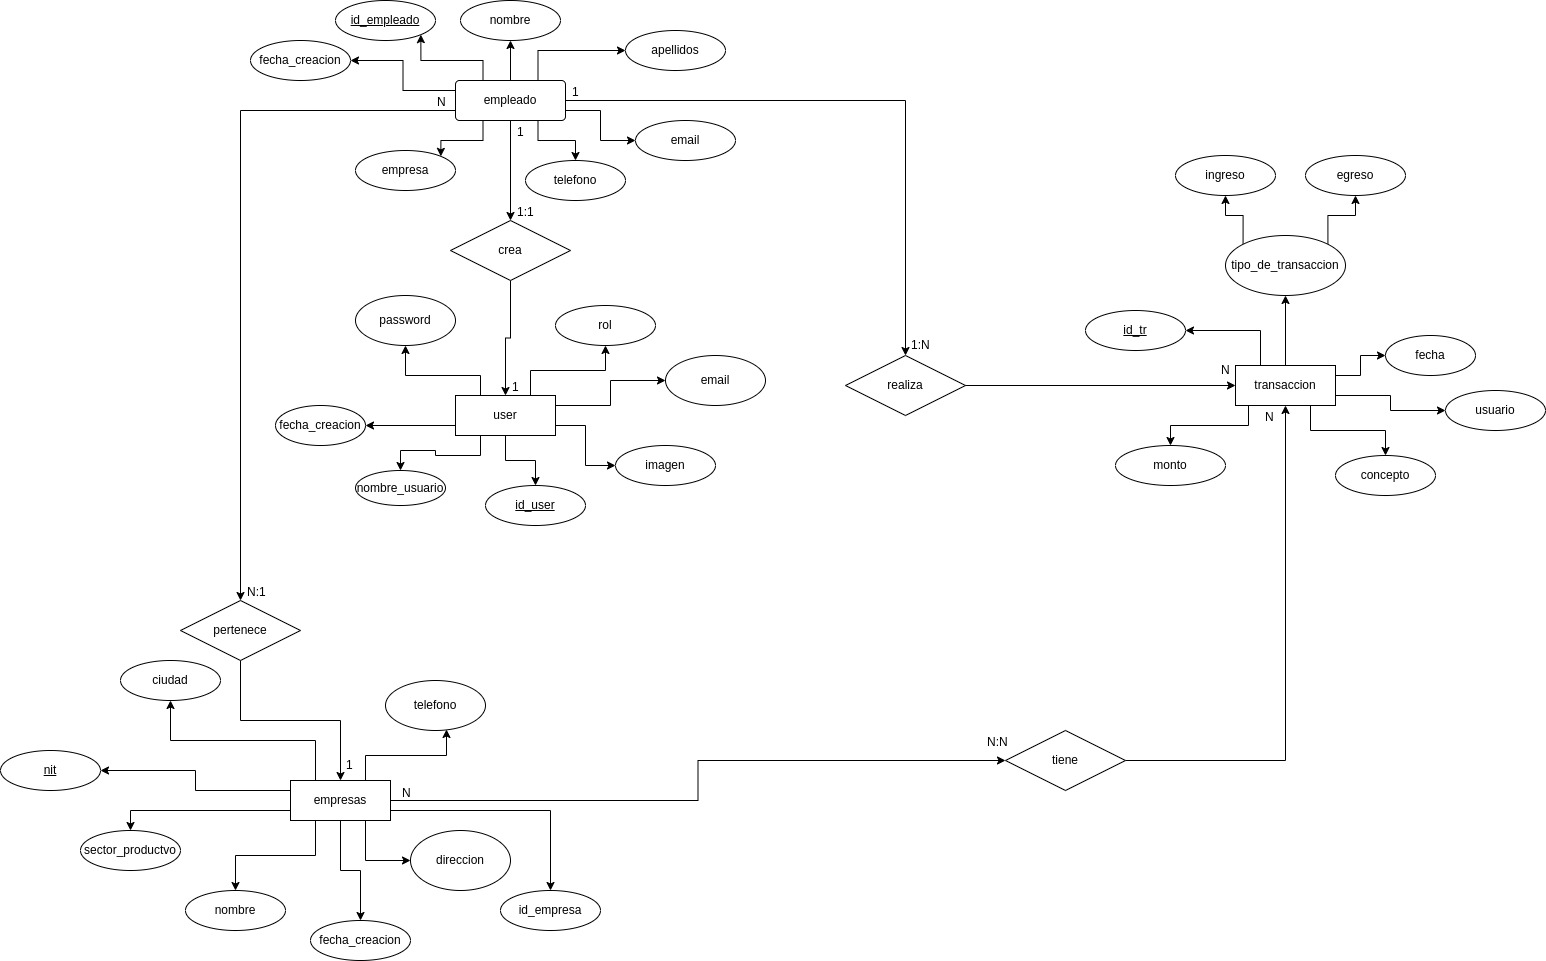 id_empleado
nombre
apellidos
fecha_creacion
empleado
1
N
1
email
empresa
telefono
1:1
crea
ingreso
egreso
tipo_de_transaccion
password
rol
id_tr
1:N
fecha
email
realiza
N
transaccion
1
user
fecha_creacion
usuario
N
imagen
monto
concepto
nombre_usuario
id_user
N:1
pertenece
ciudad
telefono
nit
1
N:N
tiene
empresas
N
sector_productvo
direccion
nombre
id_empresa
fecha_creacion